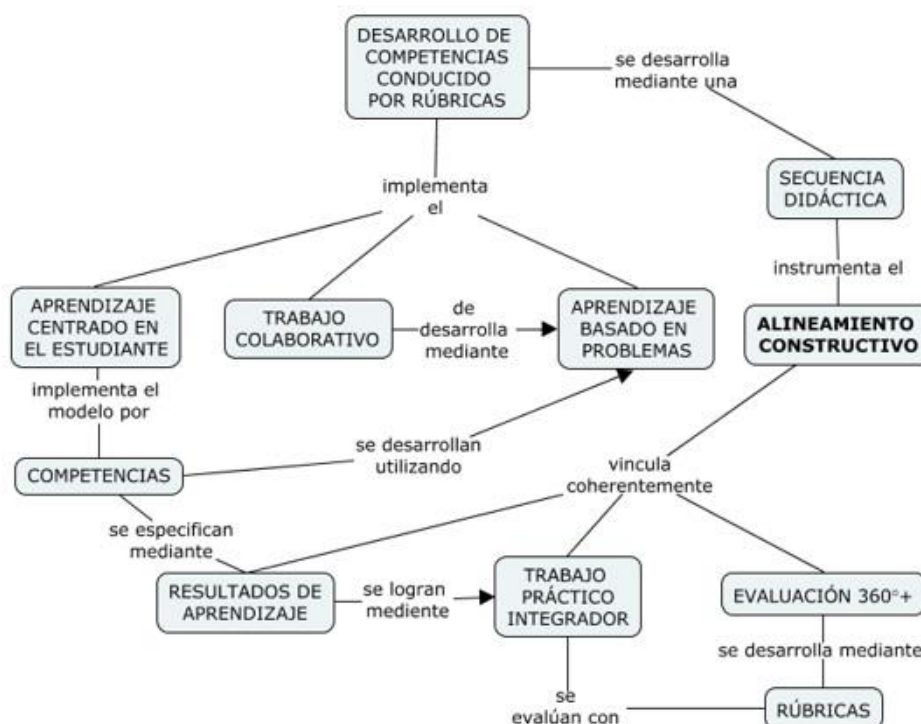 DESARROLLO DE
COMPETENCIAS
CONDUCIDO
POR RÚBRICAS
se desarrolla
mediante una
implementa
el
SECUENCIA
DIDÁCTICA
instrumenta el
APRENDIZAJE
CENTRADO EN
EL ESTUDIANTE
TRABAJO
COLABORATIVO
de
desarrolla
mediante
APRENDIZAJE
BASADO EN
PROBLEMAS
ALINEAMIENTO
CONSTRUCTIVO
implementa el
modelo por
COMPETENCIAS
se desarrollan
utilizando
vincula
coherentemente
se especifican
mediante
RESULTADOS DE
APRENDIZAJE
se logran
mediente
TRABAJO
PRÁCTICO
INTEGRADOR
EVALUACIÓN 360°+
se desarrolla mediante
se
evalúan con
RÚBRICAS